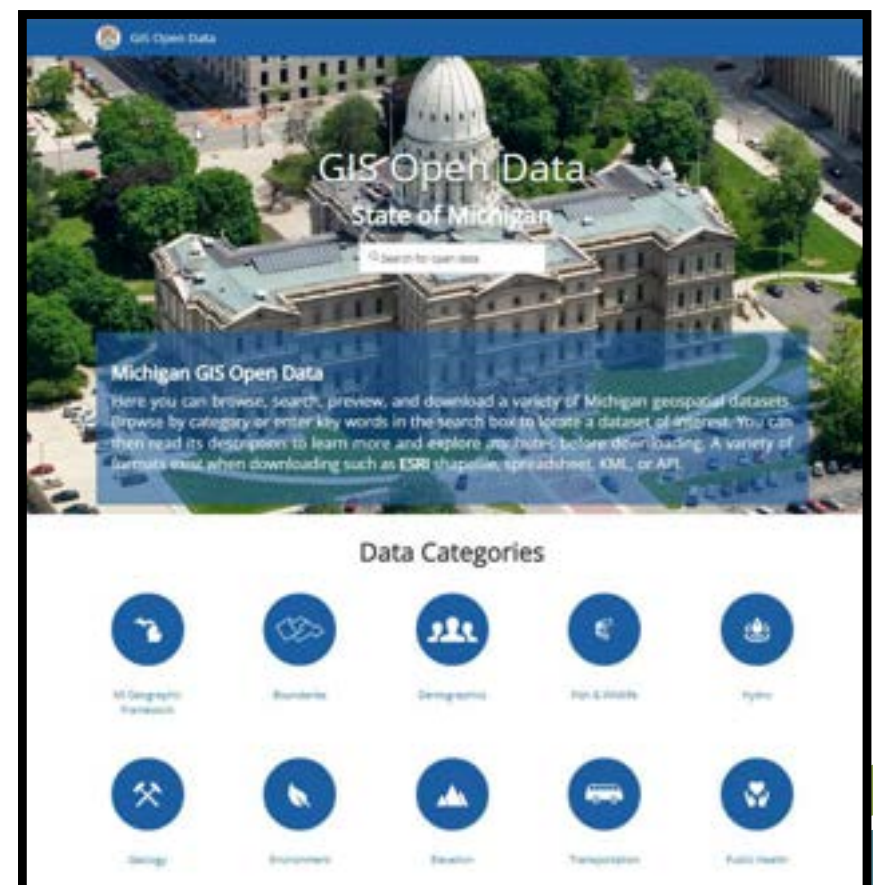 GIS Open Data
GIS Open Data
State of Michigan
Search for open data
Michigan GIS Open Data
Here you can browse, search, preview, and download a variety of Michigan geospatial datasets.
Browse by category or enter key words in the search box to locate a dataset of interest. You can
then read its description to learn more and explore attributes before downloading. A variety of
formats exist when downloading such as ESRI shapefile, spreadsheet, KML, or API.
Data Categories
MI Geographic
Framework
Boundaries
Demographics
Fish & Wildlife
Hydro
Geology
Environment
Elevation
Transportation
Public Health